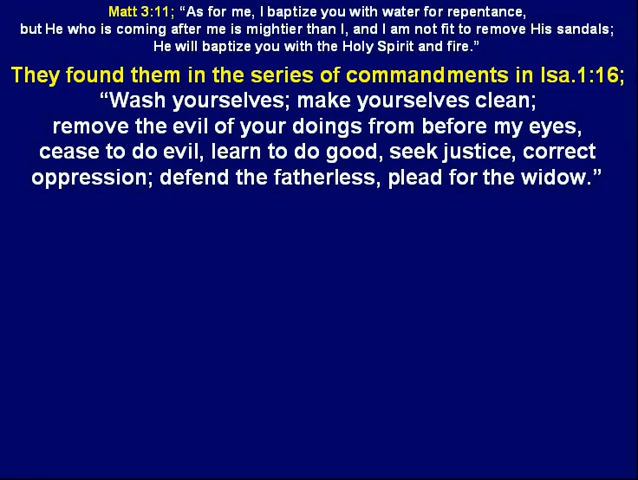 Matt 3:11; “As for me, I baptize you with water for repentance,
but He who is coming after me is mightier than I, and I am not fit to remove His sandals;
He will baptize you with the Holy Spirit and fire.”
They found them in the series of commandments in Isa.1:16;
“Wash yourselves; make yourselves clean;
remove the evil of your doings from before my eyes,
cease to do evil, learn to do good, seek justice, correct
oppression; defend the fatherless, plead for the widow.”